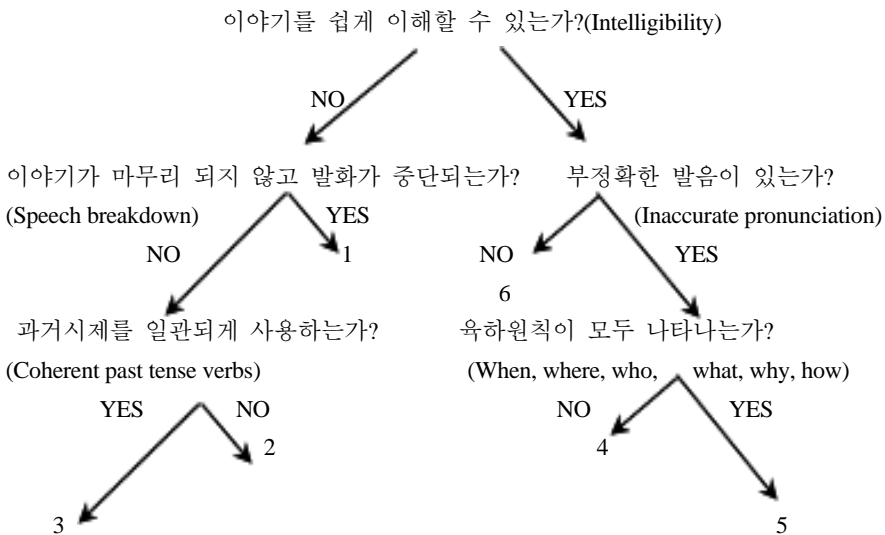 이야기를 쉽게 이해할 수 있는가?(Intelligibility)
NO YES
이야기가 마무리 되지 않고 발화가 중단되는가? 부정확한 발음이 있는가?
(Speech breakdown) YES (Inaccurate pronunciation)
NO 1 NO YES
6
과거시제를 일관되게 사용하는가? 육하원칙이 모두 나타나는가?
(Coherent past tense verbs) (When, where, who, what, why, how)
YES NO NO YES
2 4
3 5